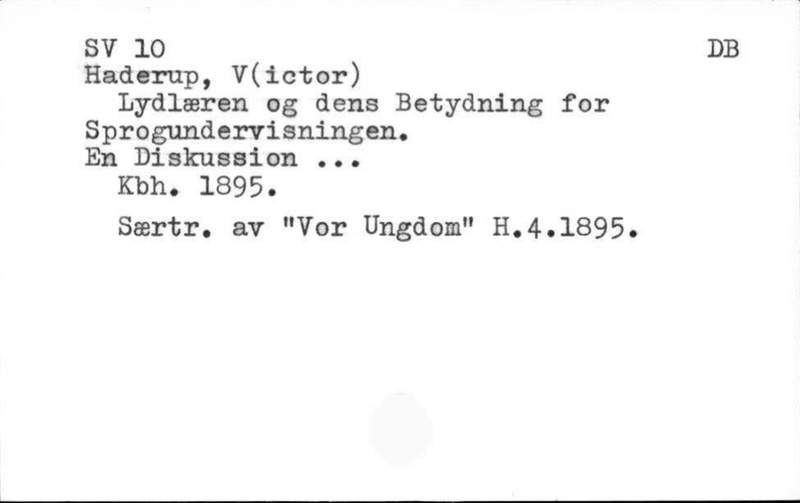 SV 10 DB
Haderup, V(ictor)
Lydlæren og dens Betydning for
Sprogundervisningen.
En Diskussion ...
Kbh. 1895.
Særtr. av "Vor Ungdom" H.4.1895.